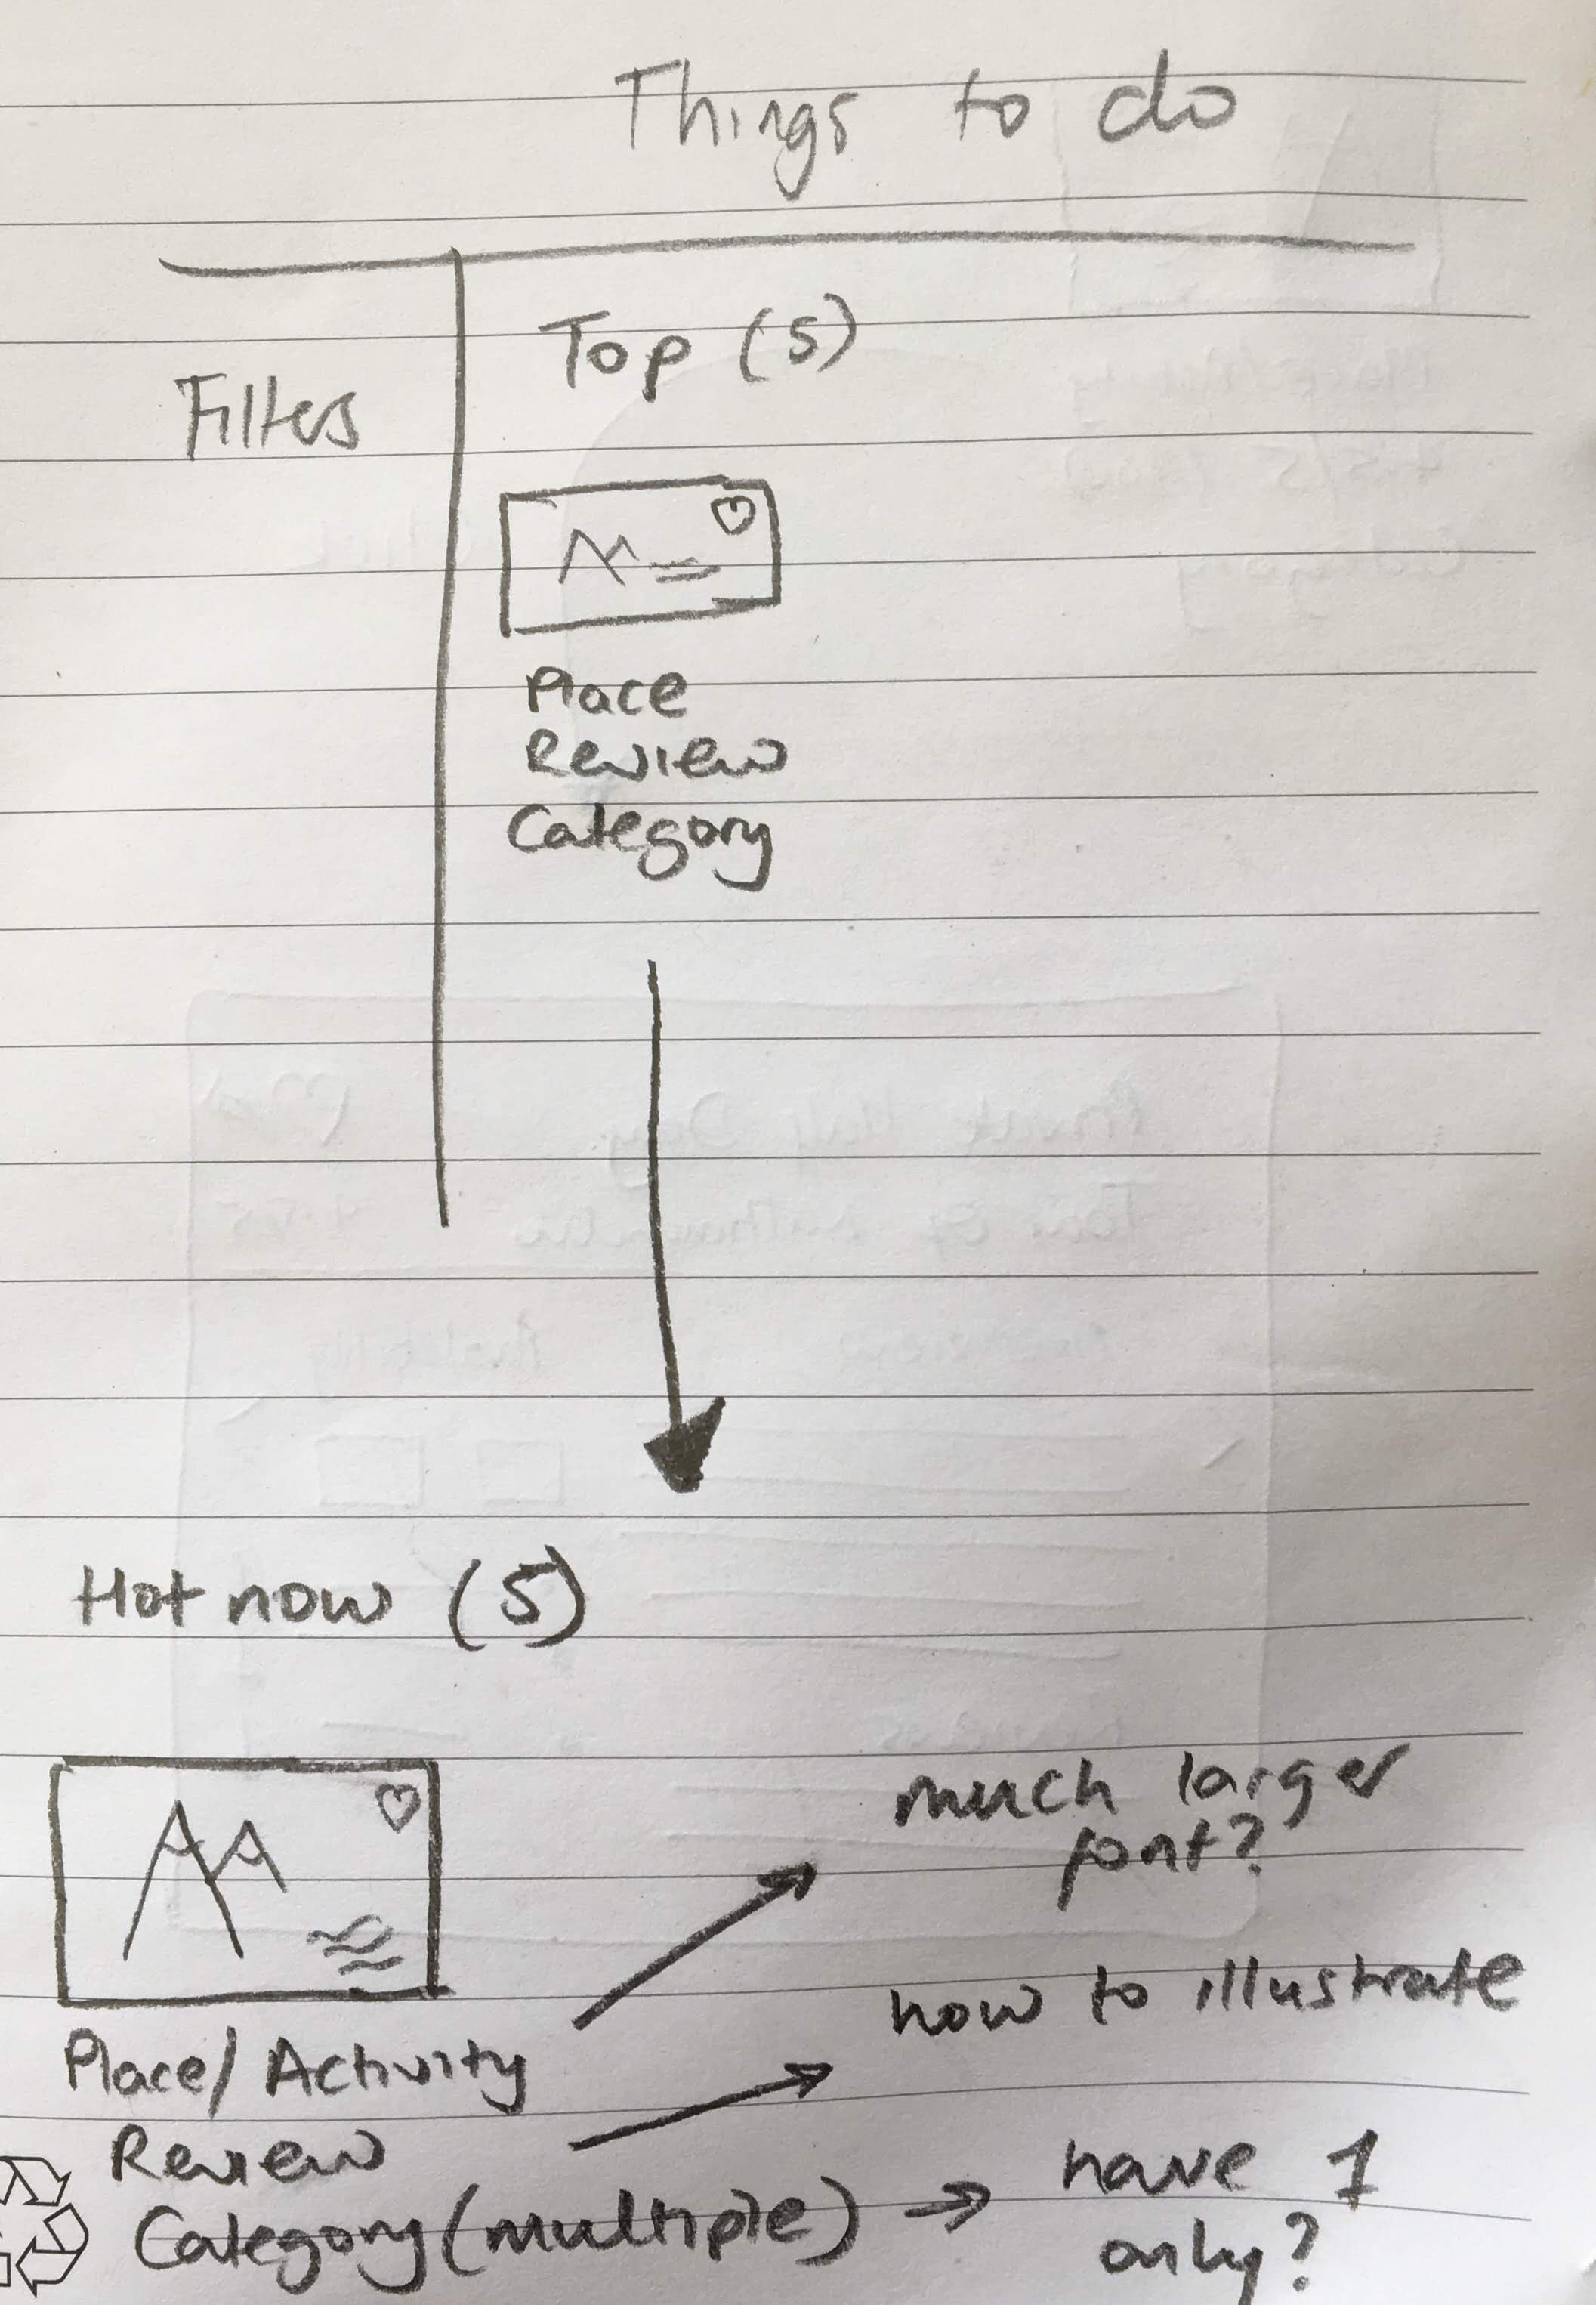 Things to do
Filters
Top (5)
Place
Review
Category
Hot now (5)
much larger
font?
how to illustrate
Place/Activity
Review
Category (multiple)
have 1
only?